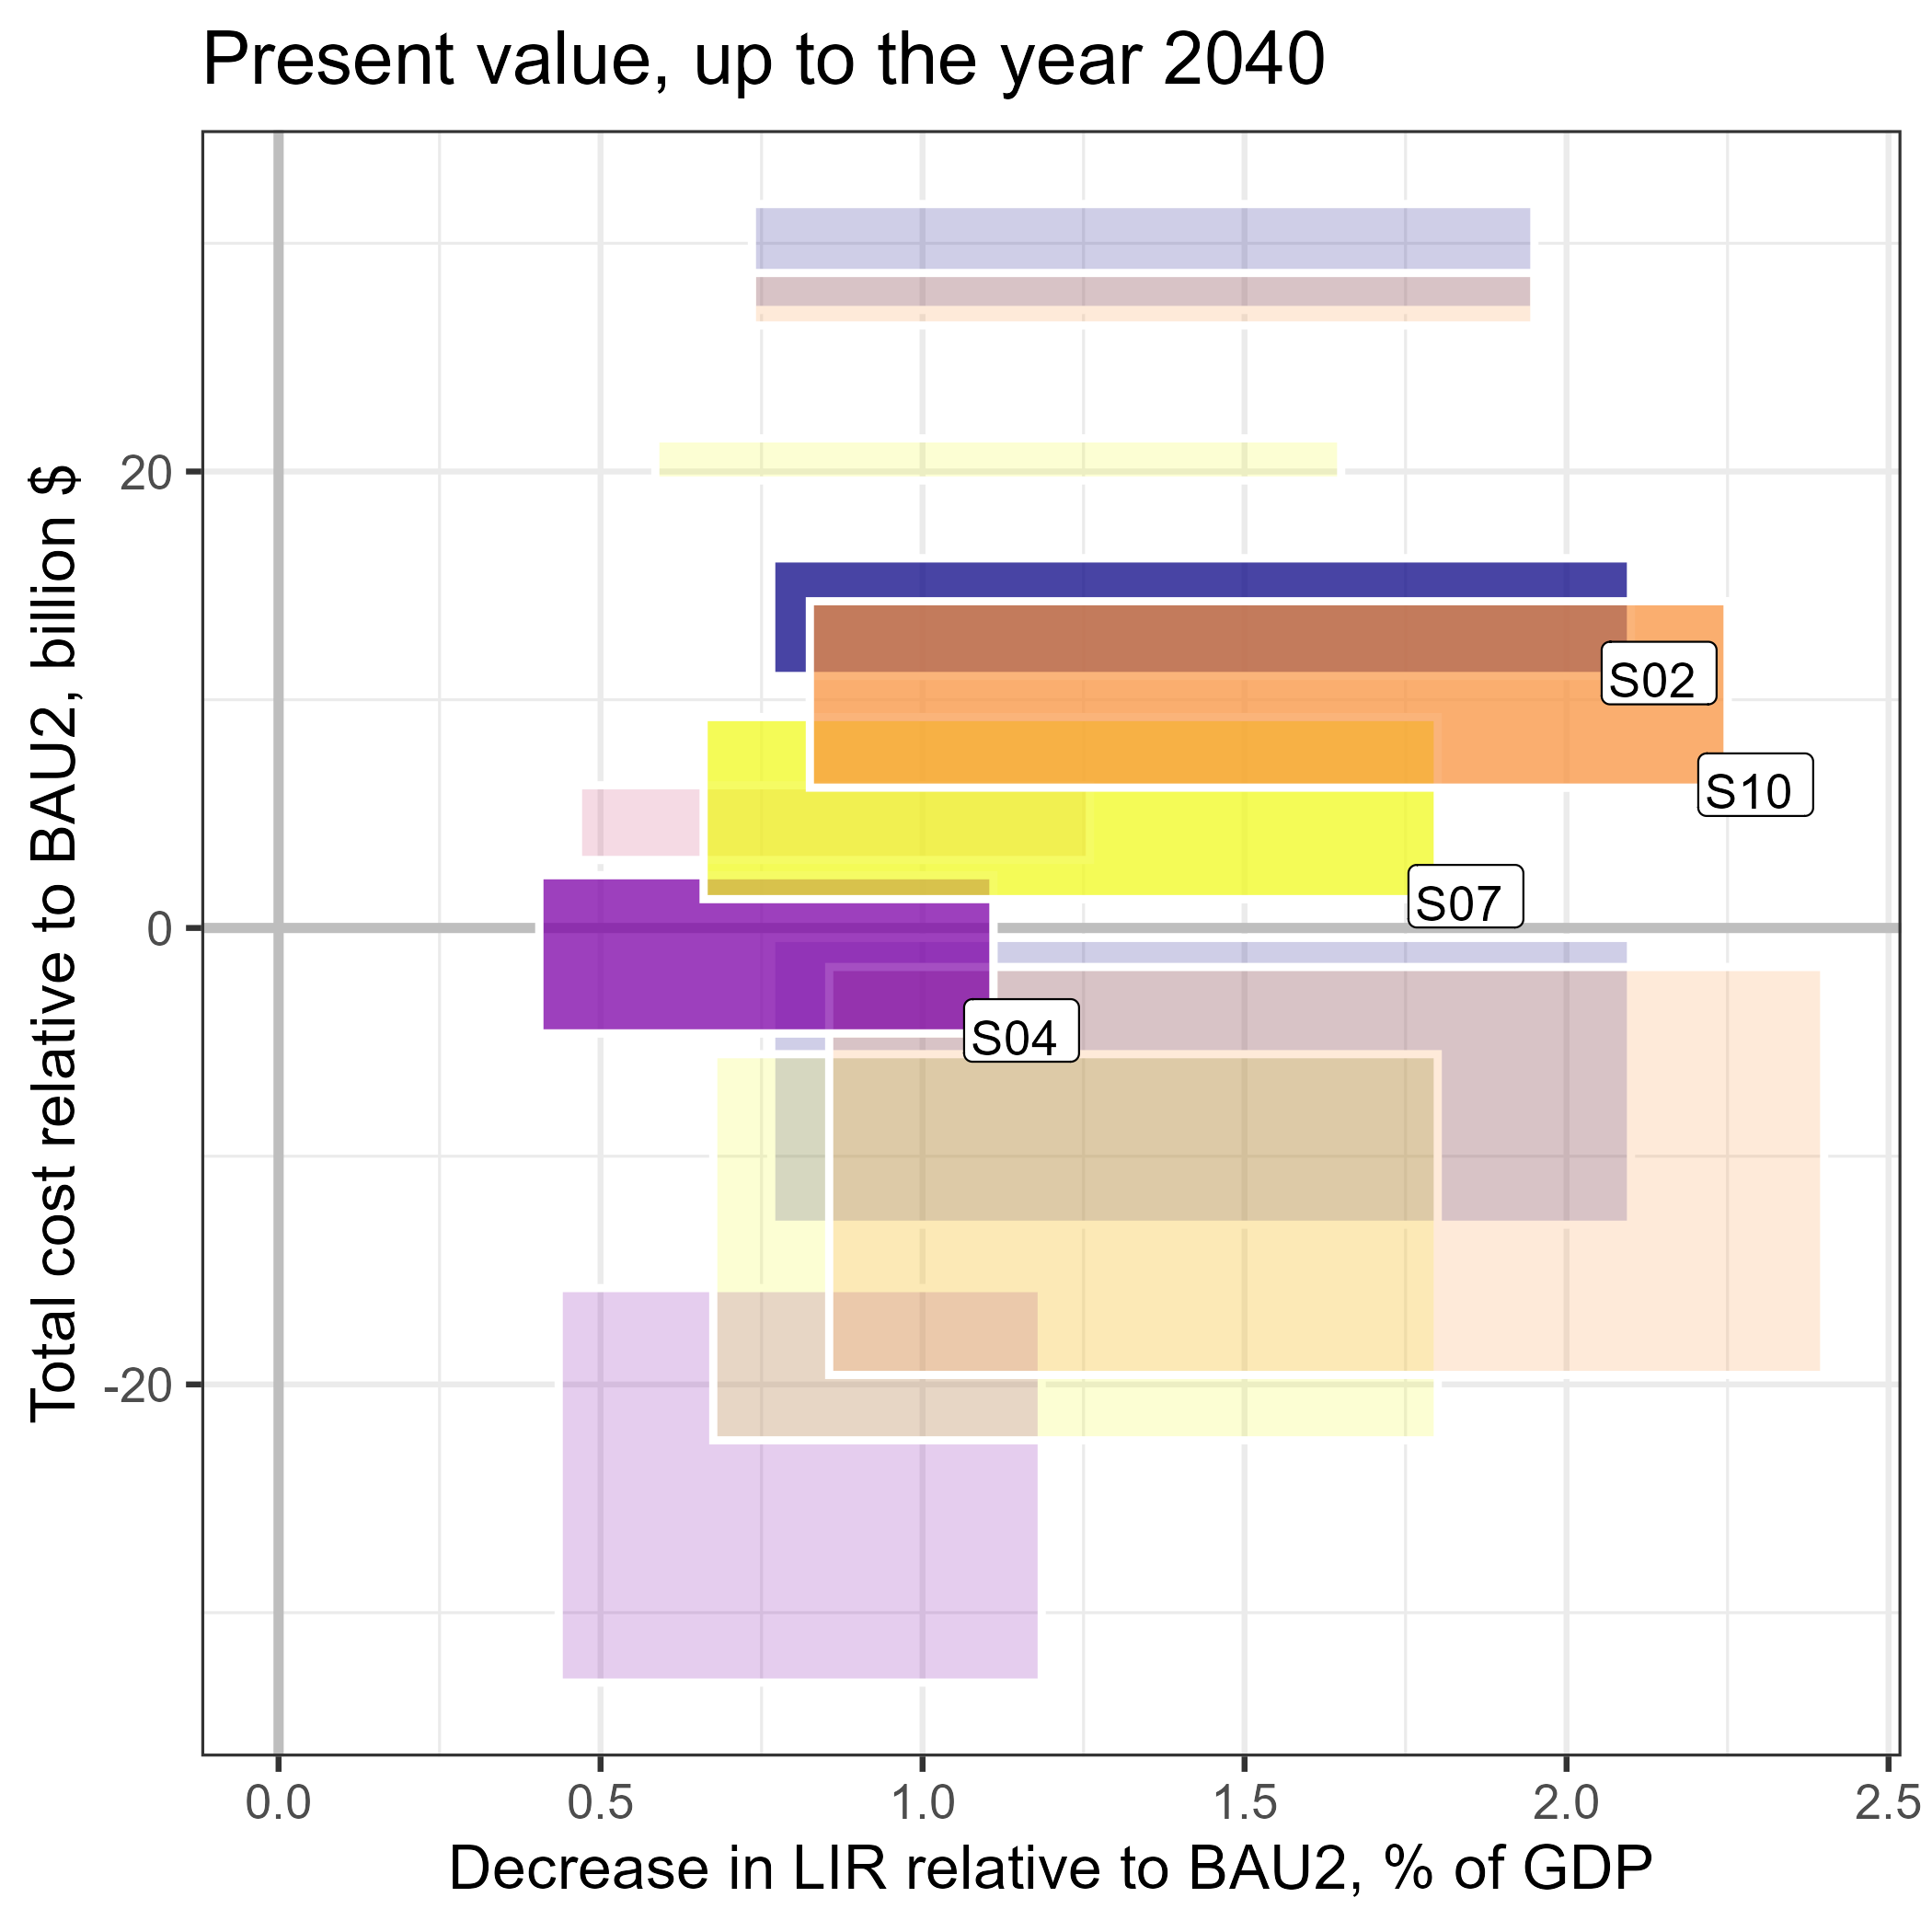 Present value, up to the year 2040
Total cost relative to BAU2, billion $
20
0
-20
S02
S10
S07
S04
0.0 0.5 1.0 1.5 2.0 2.5
Decrease in LIR relative to BAU2, % of GDP